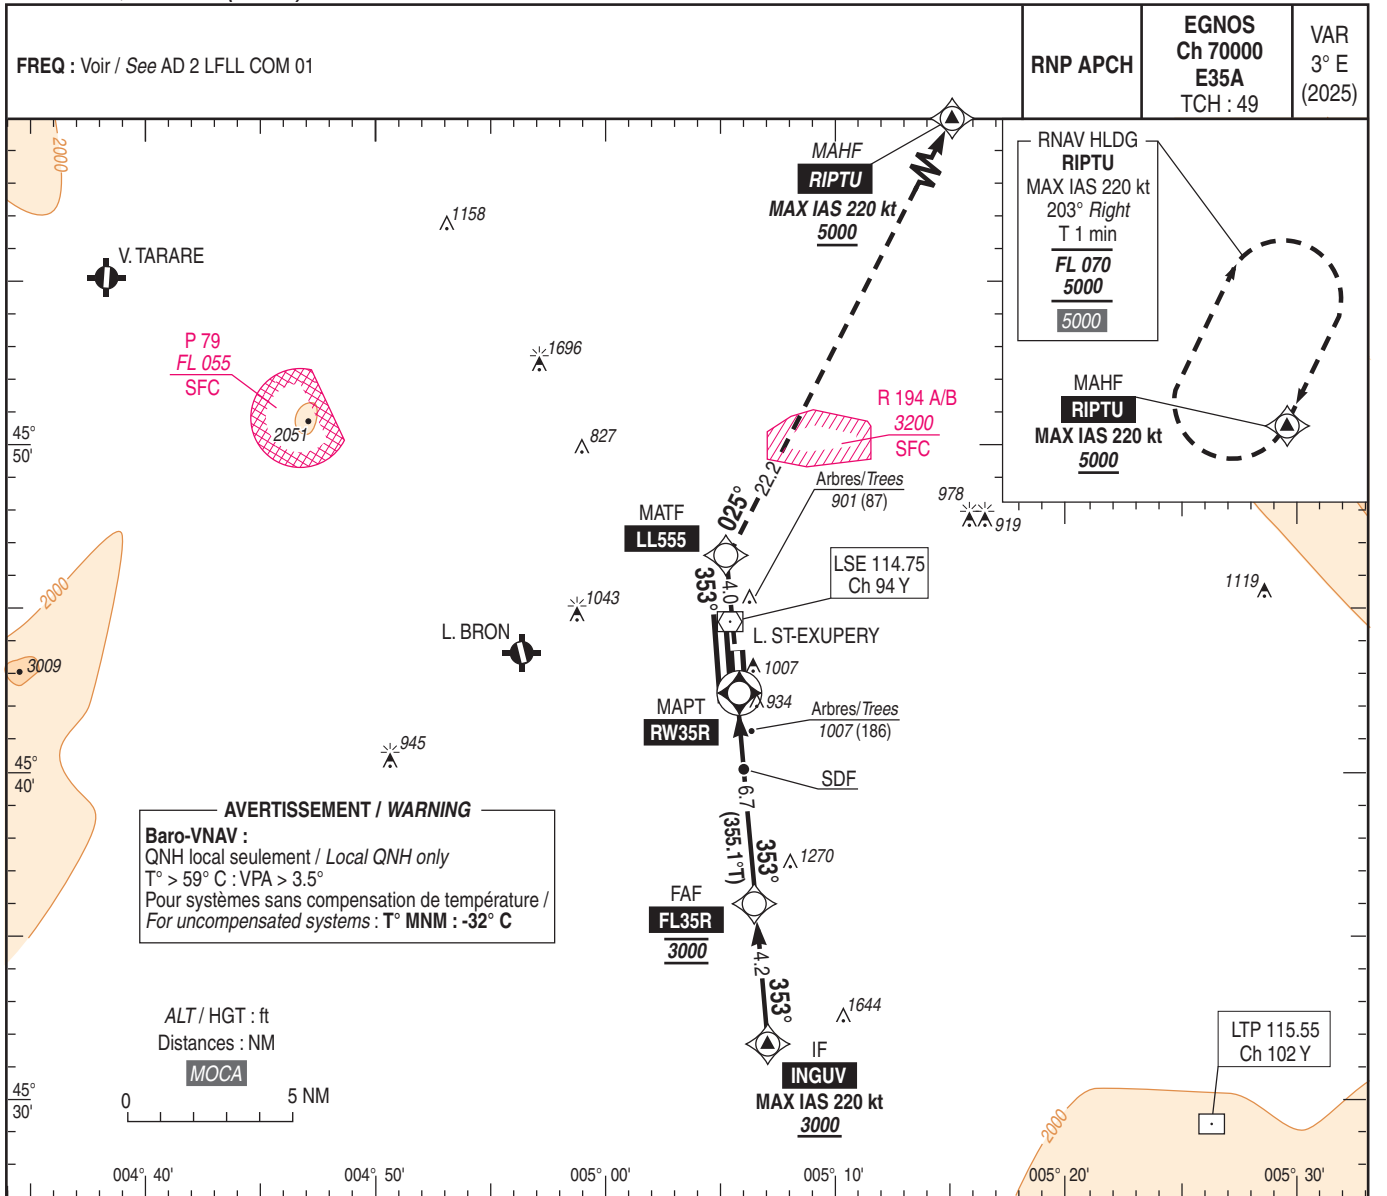 FREQ : Voir / See AD 2 LFLL COM 01
RNP APCH
EGNOS
Ch 70000
E35A
TCH : 49
VAR
3° E
(2025)
2000
1158
V. TARARE
MAHF
RIPTU
MAX IAS 220 kt
5000
RNAV HLDG
RIPTU
MAX IAS 220 kt
203° Right
T 1 min
FL 070
5000
5000
MAHF
RIPTU
MAX IAS 220 kt
5000
P 79
FL 055
SFC
2051
1696
827
R 194 A/B
3200
SFC
45°
50'
22.2
025°
Arbres/Trees
901 (87)
978
919
MATF
LL555
353°
4.0
LSE 114.75
Ch 94 Y
1119
2000
1043
L. BRON
L. ST-EXUPERY
3009
1007
934
MAPT
RW35R
Arbres/Trees
1007 (186)
945
45°
40'
SDF
6.7
(355.1°T)
353°
1270
AVERTISSEMENT / WARNING
Baro-VNAV :
QNH local seulement / Local QNH only
T° > 59° C : VPA > 3.5°
Pour systèmes sans compensation de température /
For uncompensated systems : T° MNM : -32° C
FAF
FL35R
3000
4.2
353°
1644
ALT / HGT : ft
Distances : NM
MOCA
0
5 NM
IF
INGUV
MAX IAS 220 kt
3000
LTP 115.55
Ch 102 Y
45°
30'
2000
004° 40'
004° 50'
005° 00'
005° 10'
005° 20'
005° 30'